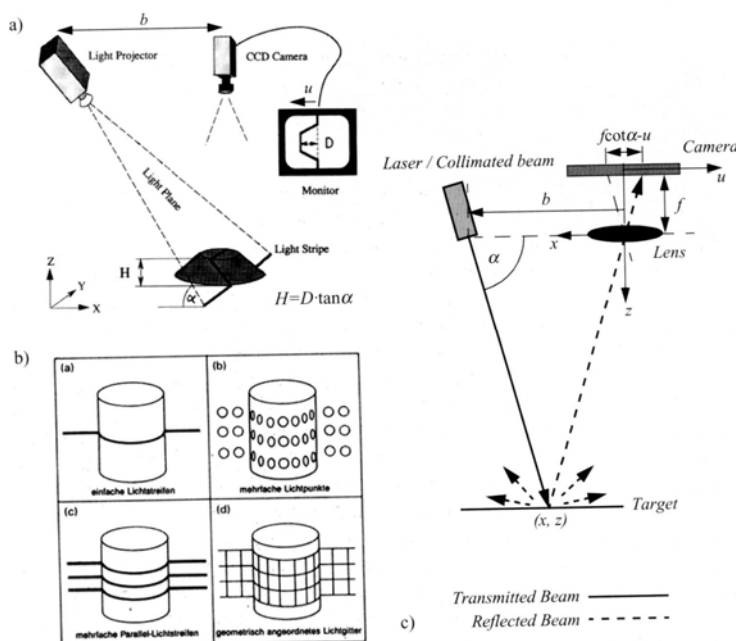 a)
b
Light Projector
CCD Camera
u
D
Monitor
Light Plane
Light Stripe
H
α
Z
Y
X
H=D·tanα
b)
(a)
einfache Lichtstreifen
(b)
mehrfache Lichtpunkte
(c)
mehrfache Parallel-Lichtstreifen
(d)
geometrisch angeordnetes Lichtgitter
fcotα-u
Camera
Laser / Collimated beam
u
b
f
x
α
Lens
z
Target
(x, z)
Transmitted Beam
Reflected Beam
c)